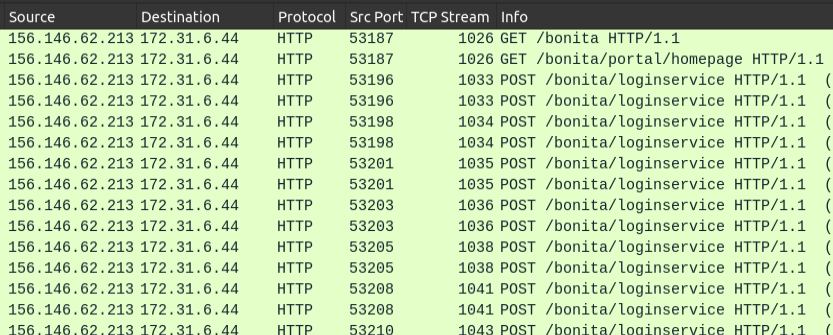 Source Destination Protocol Src Port TCP Stream Info
156.146.62.213 172.31.6.44 HTTP 53187 1026 GET /bonita HTTP/1.1
156.146.62.213 172.31.6.44 HTTP 53187 1026 GET /bonita/portal/homepage HTTP/1.1
156.146.62.213 172.31.6.44 HTTP 53196 1033 POST /bonita/loginservice HTTP/1.1 (
156.146.62.213 172.31.6.44 HTTP 53196 1033 POST /bonita/loginservice HTTP/1.1 (
156.146.62.213 172.31.6.44 HTTP 53198 1034 POST /bonita/loginservice HTTP/1.1 (
156.146.62.213 172.31.6.44 HTTP 53198 1034 POST /bonita/loginservice HTTP/1.1 (
156.146.62.213 172.31.6.44 HTTP 53201 1035 POST /bonita/loginservice HTTP/1.1 (
156.146.62.213 172.31.6.44 HTTP 53201 1035 POST /bonita/loginservice HTTP/1.1 (
156.146.62.213 172.31.6.44 HTTP 53203 1036 POST /bonita/loginservice HTTP/1.1 (
156.146.62.213 172.31.6.44 HTTP 53203 1036 POST /bonita/loginservice HTTP/1.1 (
156.146.62.213 172.31.6.44 HTTP 53205 1038 POST /bonita/loginservice HTTP/1.1 (
156.146.62.213 172.31.6.44 HTTP 53205 1038 POST /bonita/loginservice HTTP/1.1 (
156.146.62.213 172.31.6.44 HTTP 53208 1041 POST /bonita/loginservice HTTP/1.1 (
156.146.62.213 172.31.6.44 HTTP 53208 1041 POST /bonita/loginservice HTTP/1.1 (
156.146.62.213 172.31.6.44 HTTP 53210 1043 POST /bonita/loginservice HTTP/1.1 (